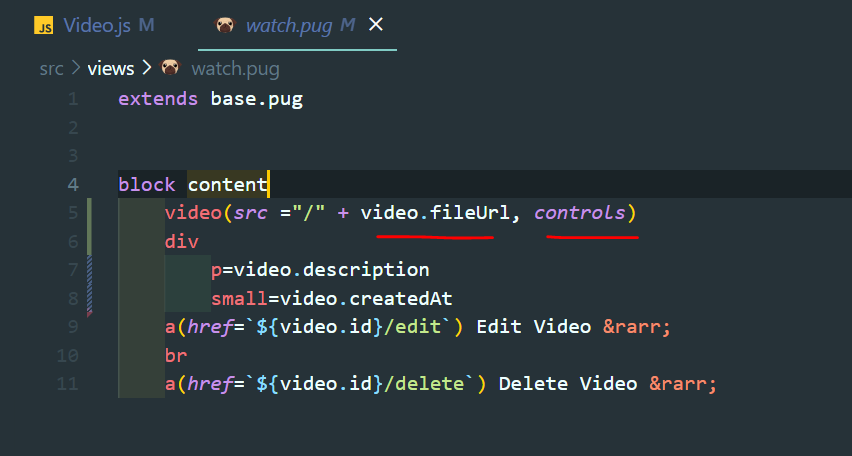 JS Video.js M watch.pug M ×
src > views > watch.pug
1 extends base.pug
2
3
4 block content
5 video(src ="/" + video.fileUrl, controls)
6 div
7 p=video.description
8 small=video.createdAt
9 a(href=`${video.id}/edit`) Edit Video &rarr;
10 br
11 a(href=`${video.id}/delete`) Delete Video &rarr;